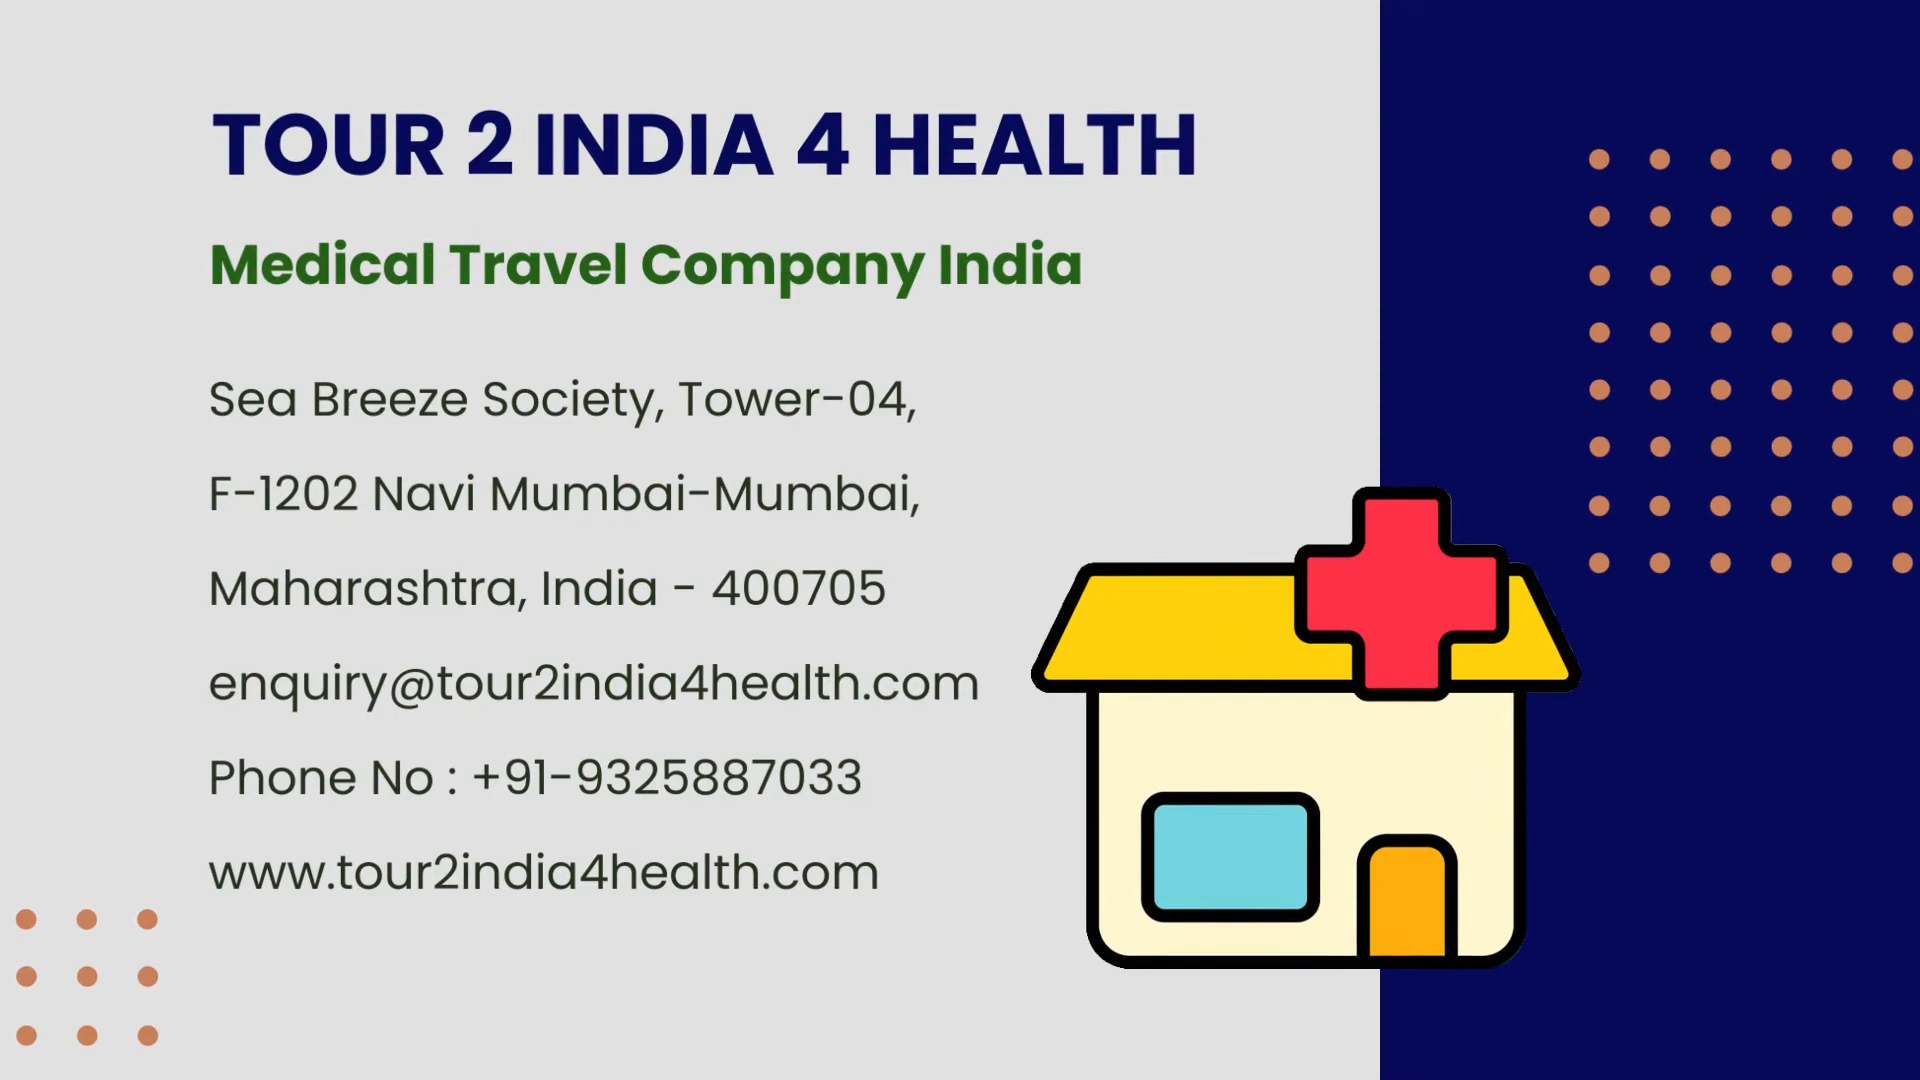 TOUR 2 INDIA 4 HEALTH
Medical Travel Company India
Sea Breeze Society, Tower-04,
F-1202 Navi Mumbai-Mumbai,
Maharashtra, India - 400705
enquiry@tour2india4health.com
Phone No : +91-9325887033
www.tour2india4health.com